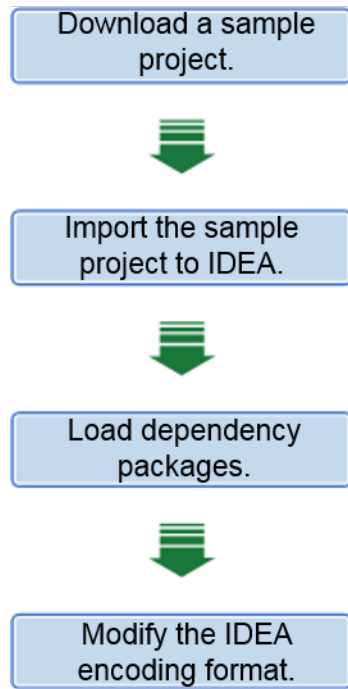 Download a sample
project.
Import the sample
project to IDEA.
Load dependency
packages.
Modify the IDEA
encoding format.